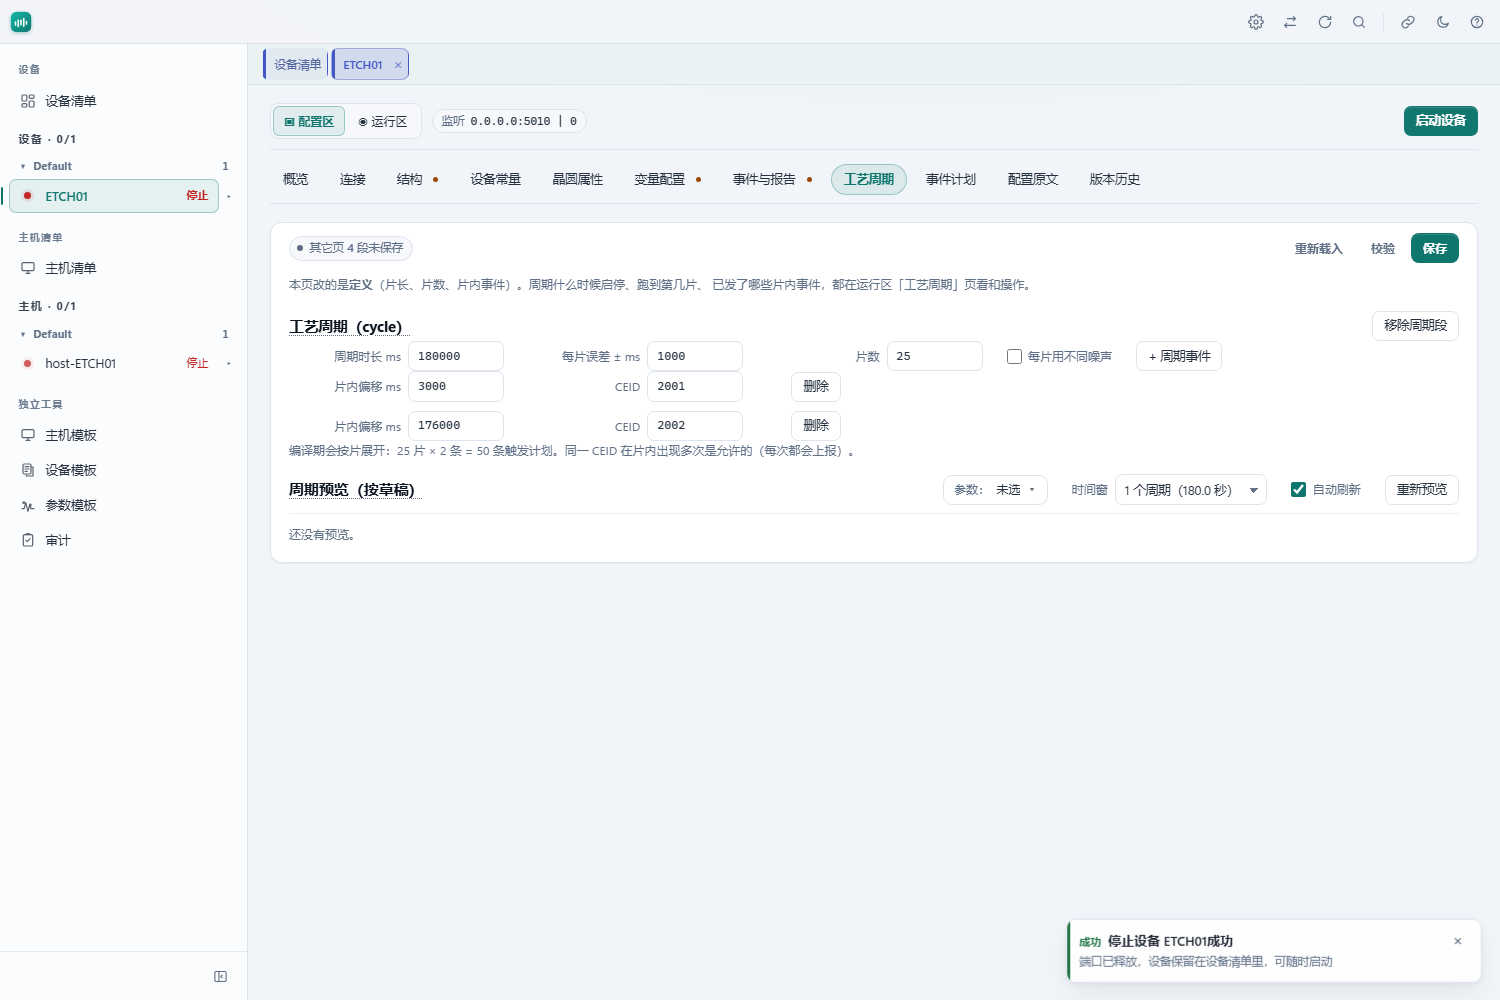 设备
设备清单
设备 · 0/1
Default 1
ETCH01 停止
主机清单
主机清单
主机 · 0/1
Default 1
host-ETCH01 停止
独立工具
主机模板
设备模板
参数模板
审计
设备清单 ETCH01 ×
配置区 运行区 监听 0.0.0.0:5010 | 0 启动设备
概览 连接 结构 设备常量 晶圆属性 变量配置 事件与报告 工艺周期 事件计划 配置原文 版本历史
其它页 4 段未保存 重新载入 校验 保存
本页改的是定义（片长、片数、片内事件）。周期什么时候启停、跑到第几片、 已发了哪些片内事件，都在运行区「工艺周期」页看和操作。
工艺周期（cycle） 移除周期段
周期时长 ms 180000 每片误差 ± ms 1000 片数 25 每片用不同噪声 + 周期事件
片内偏移 ms 3000 CEID 2001 删除
片内偏移 ms 176000 CEID 2002 删除
编译期会按片展开：25 片 × 2 条 = 50 条触发计划。同一 CEID 在片内出现多次是允许的（每次都会上报）。
周期预览（按草稿） 参数： 未选 时间窗 1 个周期（180.0 秒） 自动刷新 重新预览
还没有预览。
成功 停止设备 ETCH01成功 ×
端口已释放，设备保留在设备清单里，可随时启动